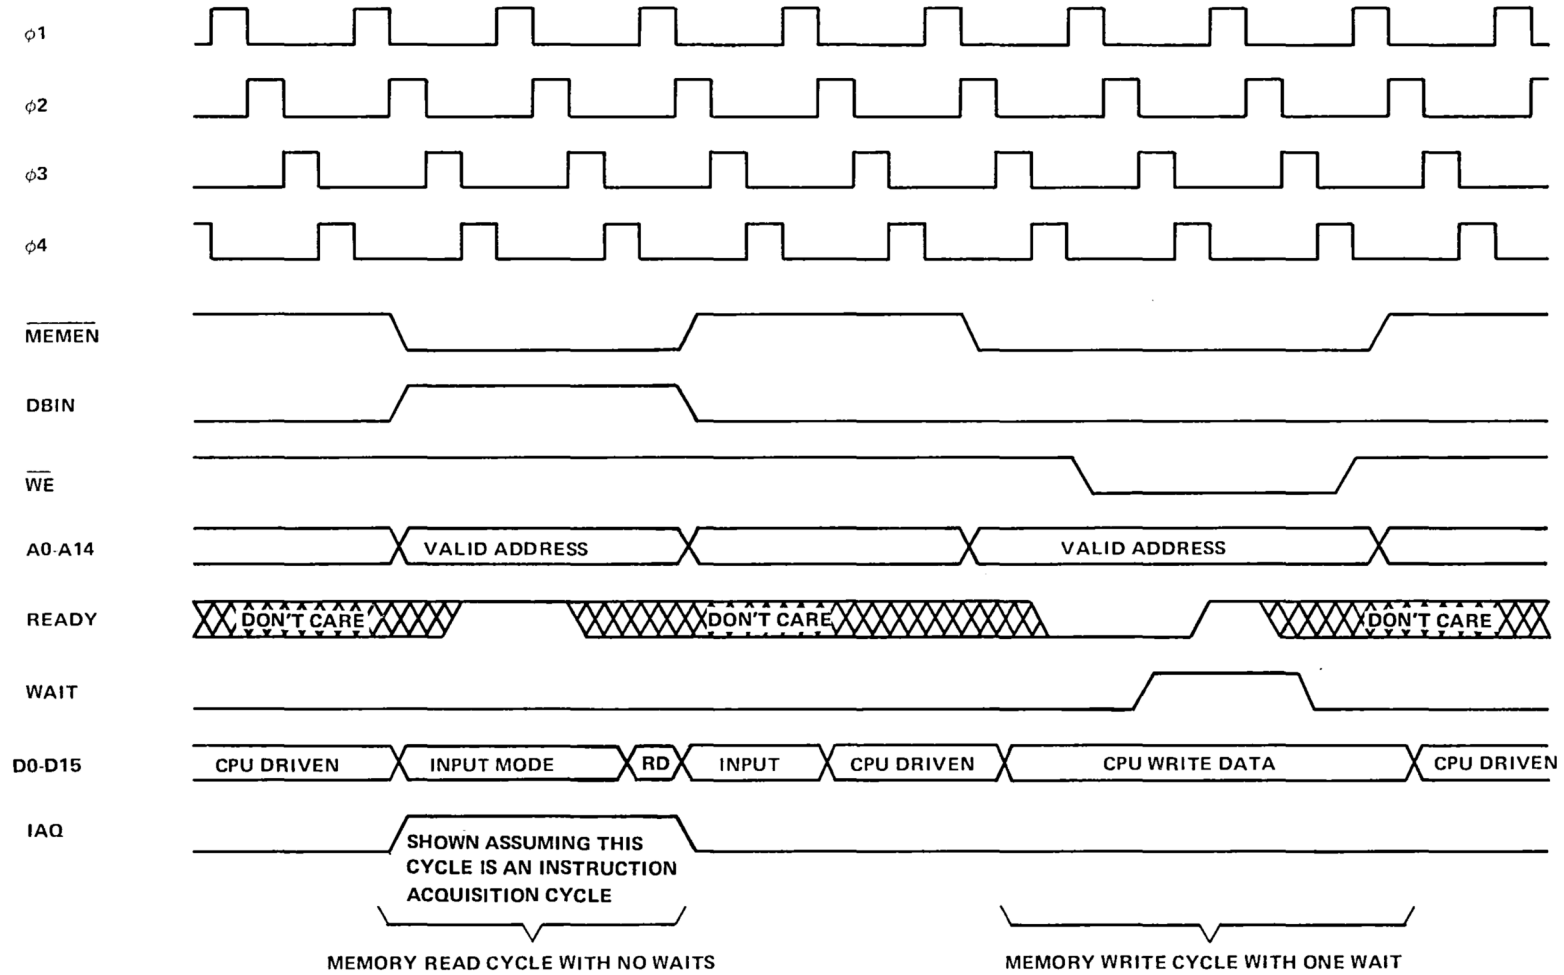 φ1
φ2
φ3
φ4
MEMEN
DBIN
WE
A0-A14 VALID ADDRESS VALID ADDRESS
READY DON'T CARE DON'T CARE DON'T CARE
WAIT
D0-D15 CPU DRIVEN INPUT MODE RD INPUT CPU DRIVEN CPU WRITE DATA CPU DRIVEN
IAQ
SHOWN ASSUMING THIS
CYCLE IS AN INSTRUCTION
ACQUISITION CYCLE
MEMORY READ CYCLE WITH NO WAITS MEMORY WRITE CYCLE WITH ONE WAIT